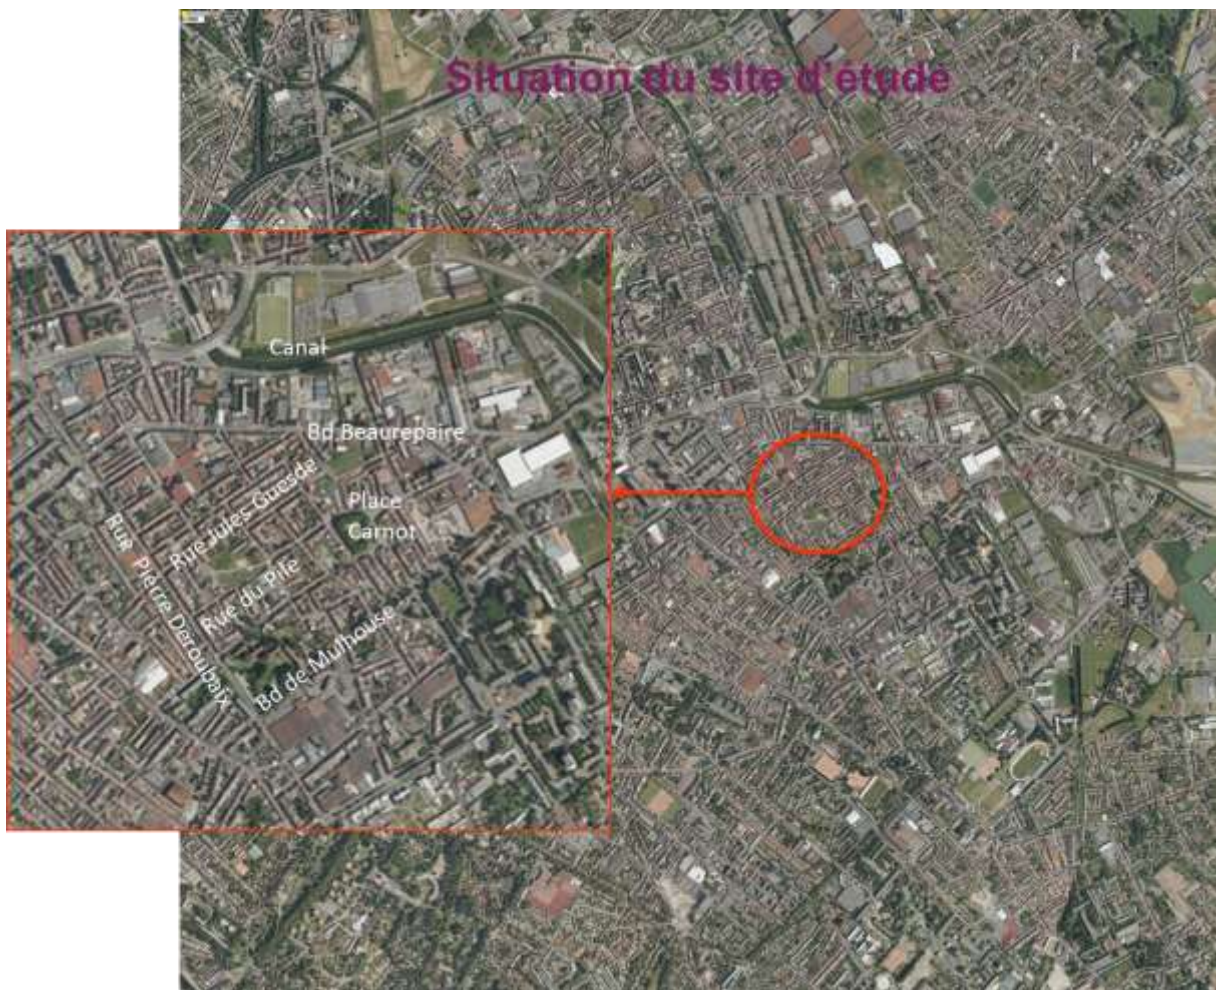 Situation du site d'étude
Canal
Bd Beaurepaire
Rue Jules Guesde
Place
Carnot
Rue Pierre Deroubaix
Rue du Pile
Bd de Mulhouse